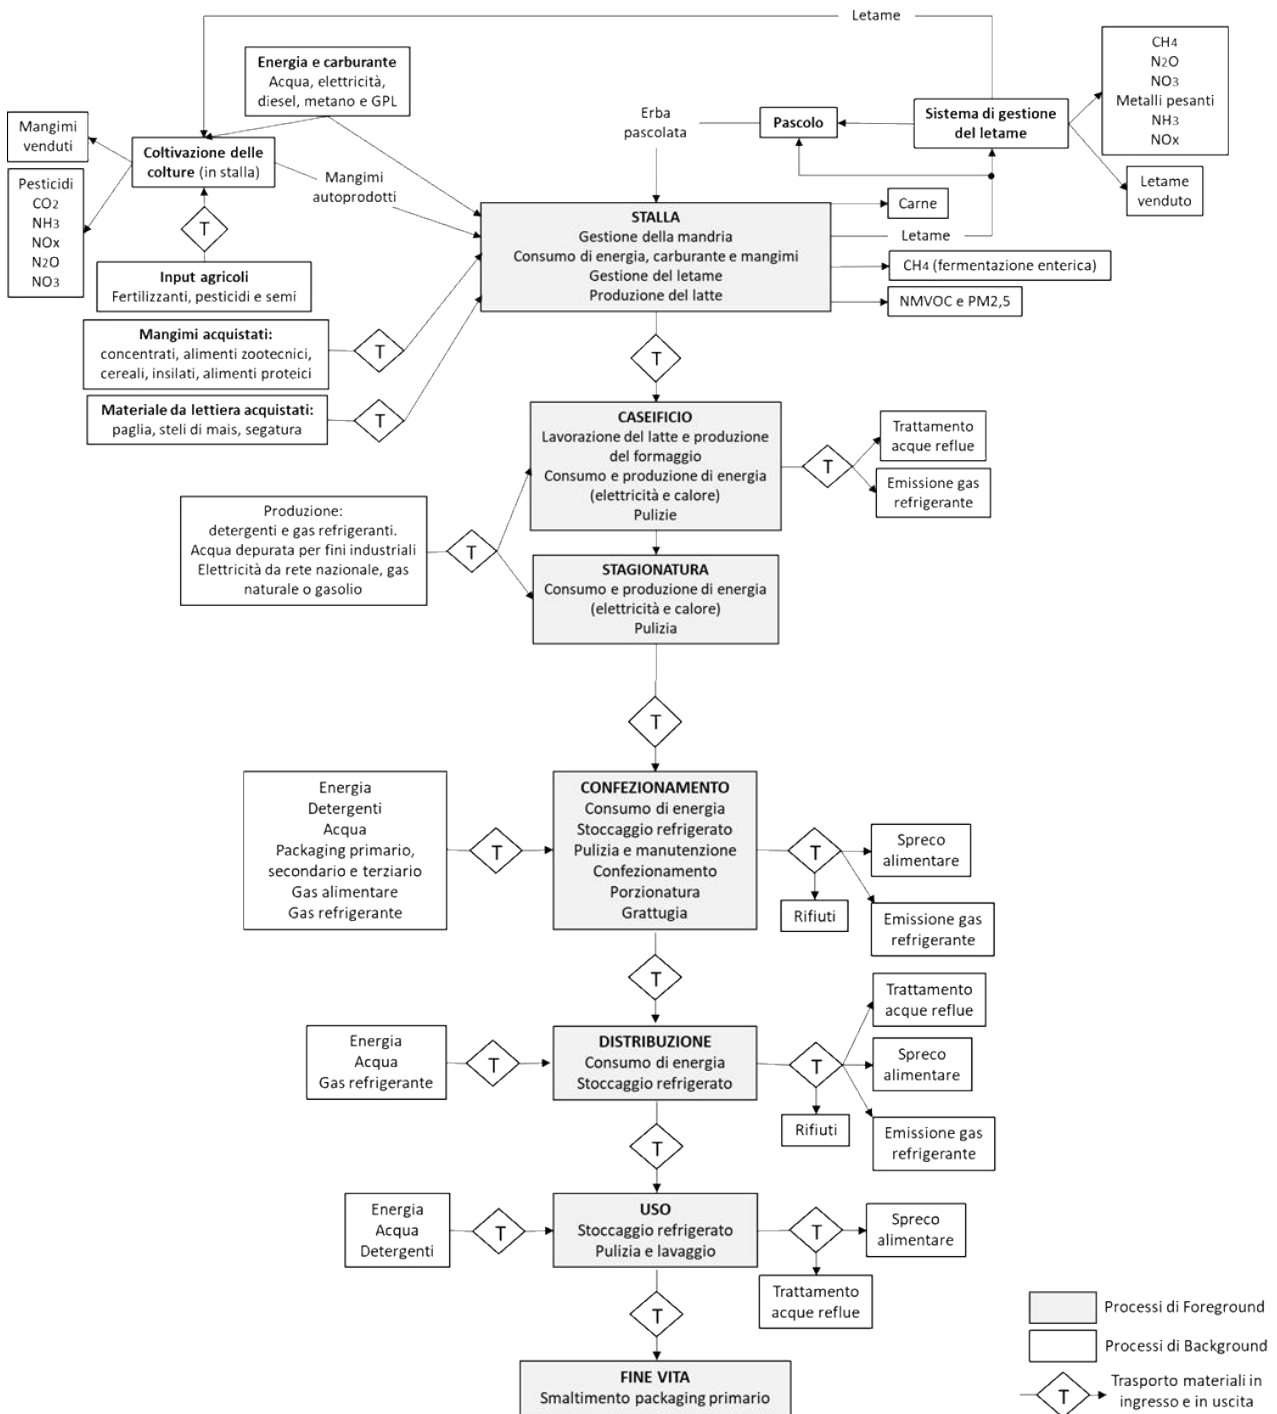 Letame
CH4
N2O
NO3
Metalli pesanti
NH3
NOx
Energia e carburante
Acqua, elettricità,
diesel, metano e GPL
Mangimi
venduti
Coltivazione delle
colture (in stalla)
Erba
pascolata
Pascolo
Sistema di gestione
del letame
Letame
venduto
Pesticidi
CO2
NH3
NOx
N2O
NO3
Mangimi
autoprodotti
T
Input agricoli
Fertilizzanti, pesticidi e semi
STALLA
Gestione della mandria
Consumo di energia, carburante e mangimi
Gestione del letame
Produzione del latte
Carne
Letame
CH4 (fermentazione enterica)
NMVOC e PM2,5
Mangimi acquistati:
concentrati, alimenti zootecnici,
cereali, insilati, alimenti proteici
T
T
Materiale da lettiera acquistati:
paglia, steli di mais, segatura
T
CASEIFICIO
Lavorazione del latte e produzione
del formaggio
Consumo e produzione di energia
(elettricità e calore)
Pulizie
T
Trattamento
acque reflue
Emissione gas
refrigerante
Produzione:
detergenti e gas refrigeranti.
Acqua depurata per fini industriali
Elettricità da rete nazionale, gas
naturale o gasolio
T
STAGIONATURA
Consumo e produzione di energia
(elettricità e calore)
Pulizia
T
Energia
Detergenti
Acqua
Packaging primario,
secondario e terziario
Gas alimentare
Gas refrigerante
T
CONFEZIONAMENTO
Consumo di energia
Stoccaggio refrigerato
Pulizia e manutenzione
Confezionamento
Porzionatura
Grattugia
T
Spreco
alimentare
Rifiuti
Emissione gas
refrigerante
T
Energia
Acqua
Gas refrigerante
T
DISTRIBUZIONE
Consumo di energia
Stoccaggio refrigerato
T
Trattamento
acque reflue
Spreco
alimentare
Rifiuti
Emissione gas
refrigerante
T
Energia
Acqua
Detergenti
T
USO
Stoccaggio refrigerato
Pulizia e lavaggio
T
Spreco
alimentare
Trattamento
acque reflue
T
FINE VITA
Smaltimento packaging primario
Processi di Foreground
Processi di Background
T
Trasporto materiali in
ingresso e in uscita